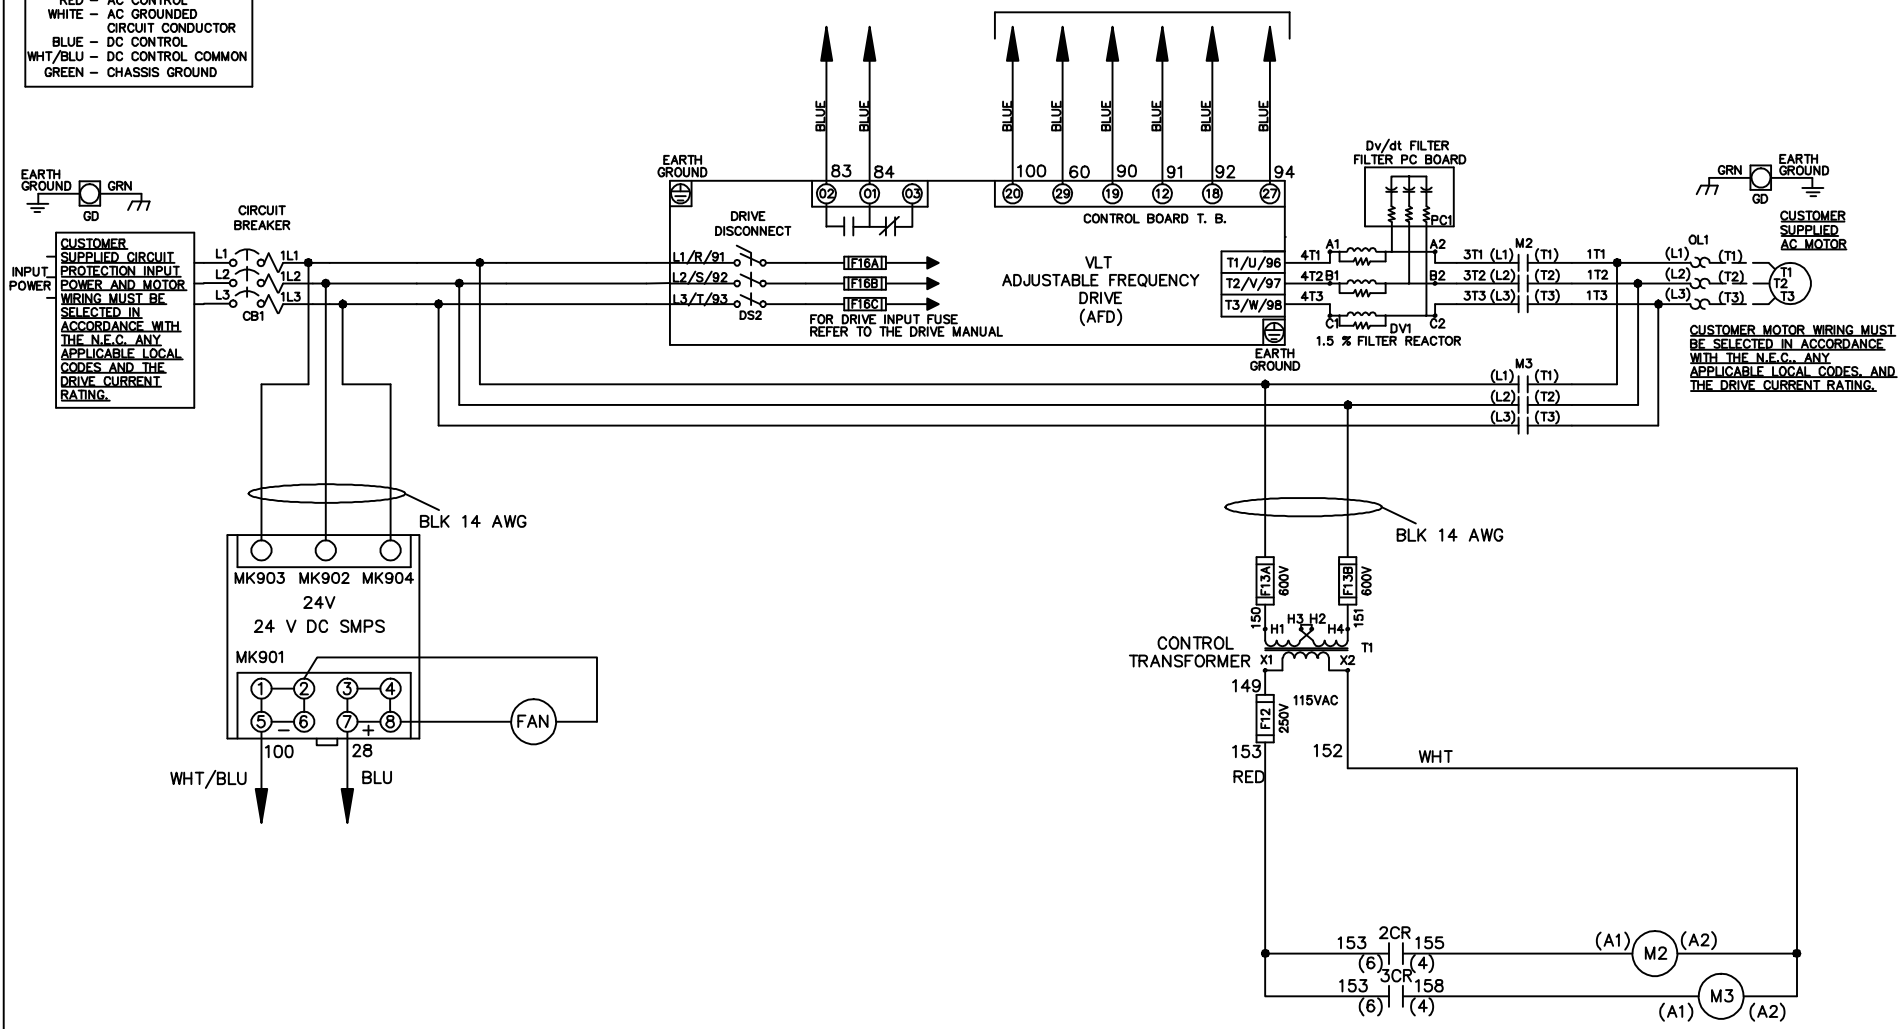 RED – AC CONTROL
WHITE – AC GROUNDED
CIRCUIT CONDUCTOR
BLUE – DC CONTROL
WHT/BLU – DC CONTROL COMMON
GREEN – CHASSIS GROUND
BLUE
BLUE
BLUE
BLUE
BLUE
BLUE
BLUE
BLUE
EARTH
GROUND
GRN
GD
CIRCUIT
BREAKER
INPUT
POWER
CUSTOMER
SUPPLIED CIRCUIT
PROTECTION INPUT
POWER AND MOTOR
WIRING MUST BE
SELECTED IN
ACCORDANCE WITH
THE N.E.C. ANY
APPLICABLE LOCAL
CODES AND THE
DRIVE CURRENT
RATING.
L1
L2
L3
1L1
1L2
1L3
CB1
EARTH
GROUND
83
84
02
01
03
DRIVE
DISCONNECT
L1/R/91
L2/S/92
L3/T/93
DS2
F16A
F16B
F16C
FOR DRIVE INPUT FUSE
REFER TO THE DRIVE MANUAL
100
60
90
91
92
94
20
29
19
12
18
27
CONTROL BOARD T. B.
VLT
ADJUSTABLE FREQUENCY
DRIVE
(AFD)
T1/U/96
T2/V/97
T3/W/98
EARTH
GROUND
Dv/dt FILTER
FILTER PC BOARD
PC1
4T1
4T2
4T3
A1
B1
C1
A2
B2
C2
DV1
1.5 % FILTER REACTOR
3T1 (L1)
3T2 (L2)
3T3 (L3)
M2
(T1)
(T2)
(T3)
1T1
1T2
1T3
OL1
(L1)
(L2)
(L3)
(T1)
(T2)
(T3)
T1
T2
T3
GRN
GD
EARTH
GROUND
CUSTOMER
SUPPLIED
AC MOTOR
CUSTOMER MOTOR WIRING MUST
BE SELECTED IN ACCORDANCE
WITH THE N.E.C., ANY
APPLICABLE LOCAL CODES, AND
THE DRIVE CURRENT RATING.
M3
(L1)
(L2)
(L3)
(T1)
(T2)
(T3)
BLK 14 AWG
MK903
MK902
MK904
24V
24 V DC SMPS
MK901
1
2
3
4
5
–
6
7
+
8
FAN
100
28
WHT/BLU
BLU
BLK 14 AWG
F13A
600V
F13B
600V
150
151
H1
H3
H2
H4
CONTROL
TRANSFORMER
X1
X2
T1
149
115VAC
F12
250V
153
152
RED
WHT
153
2CR
155
(6)
(4)
(A1)
M2
(A2)
153
3CR
158
(6)
(4)
(A1)
M3
(A2)